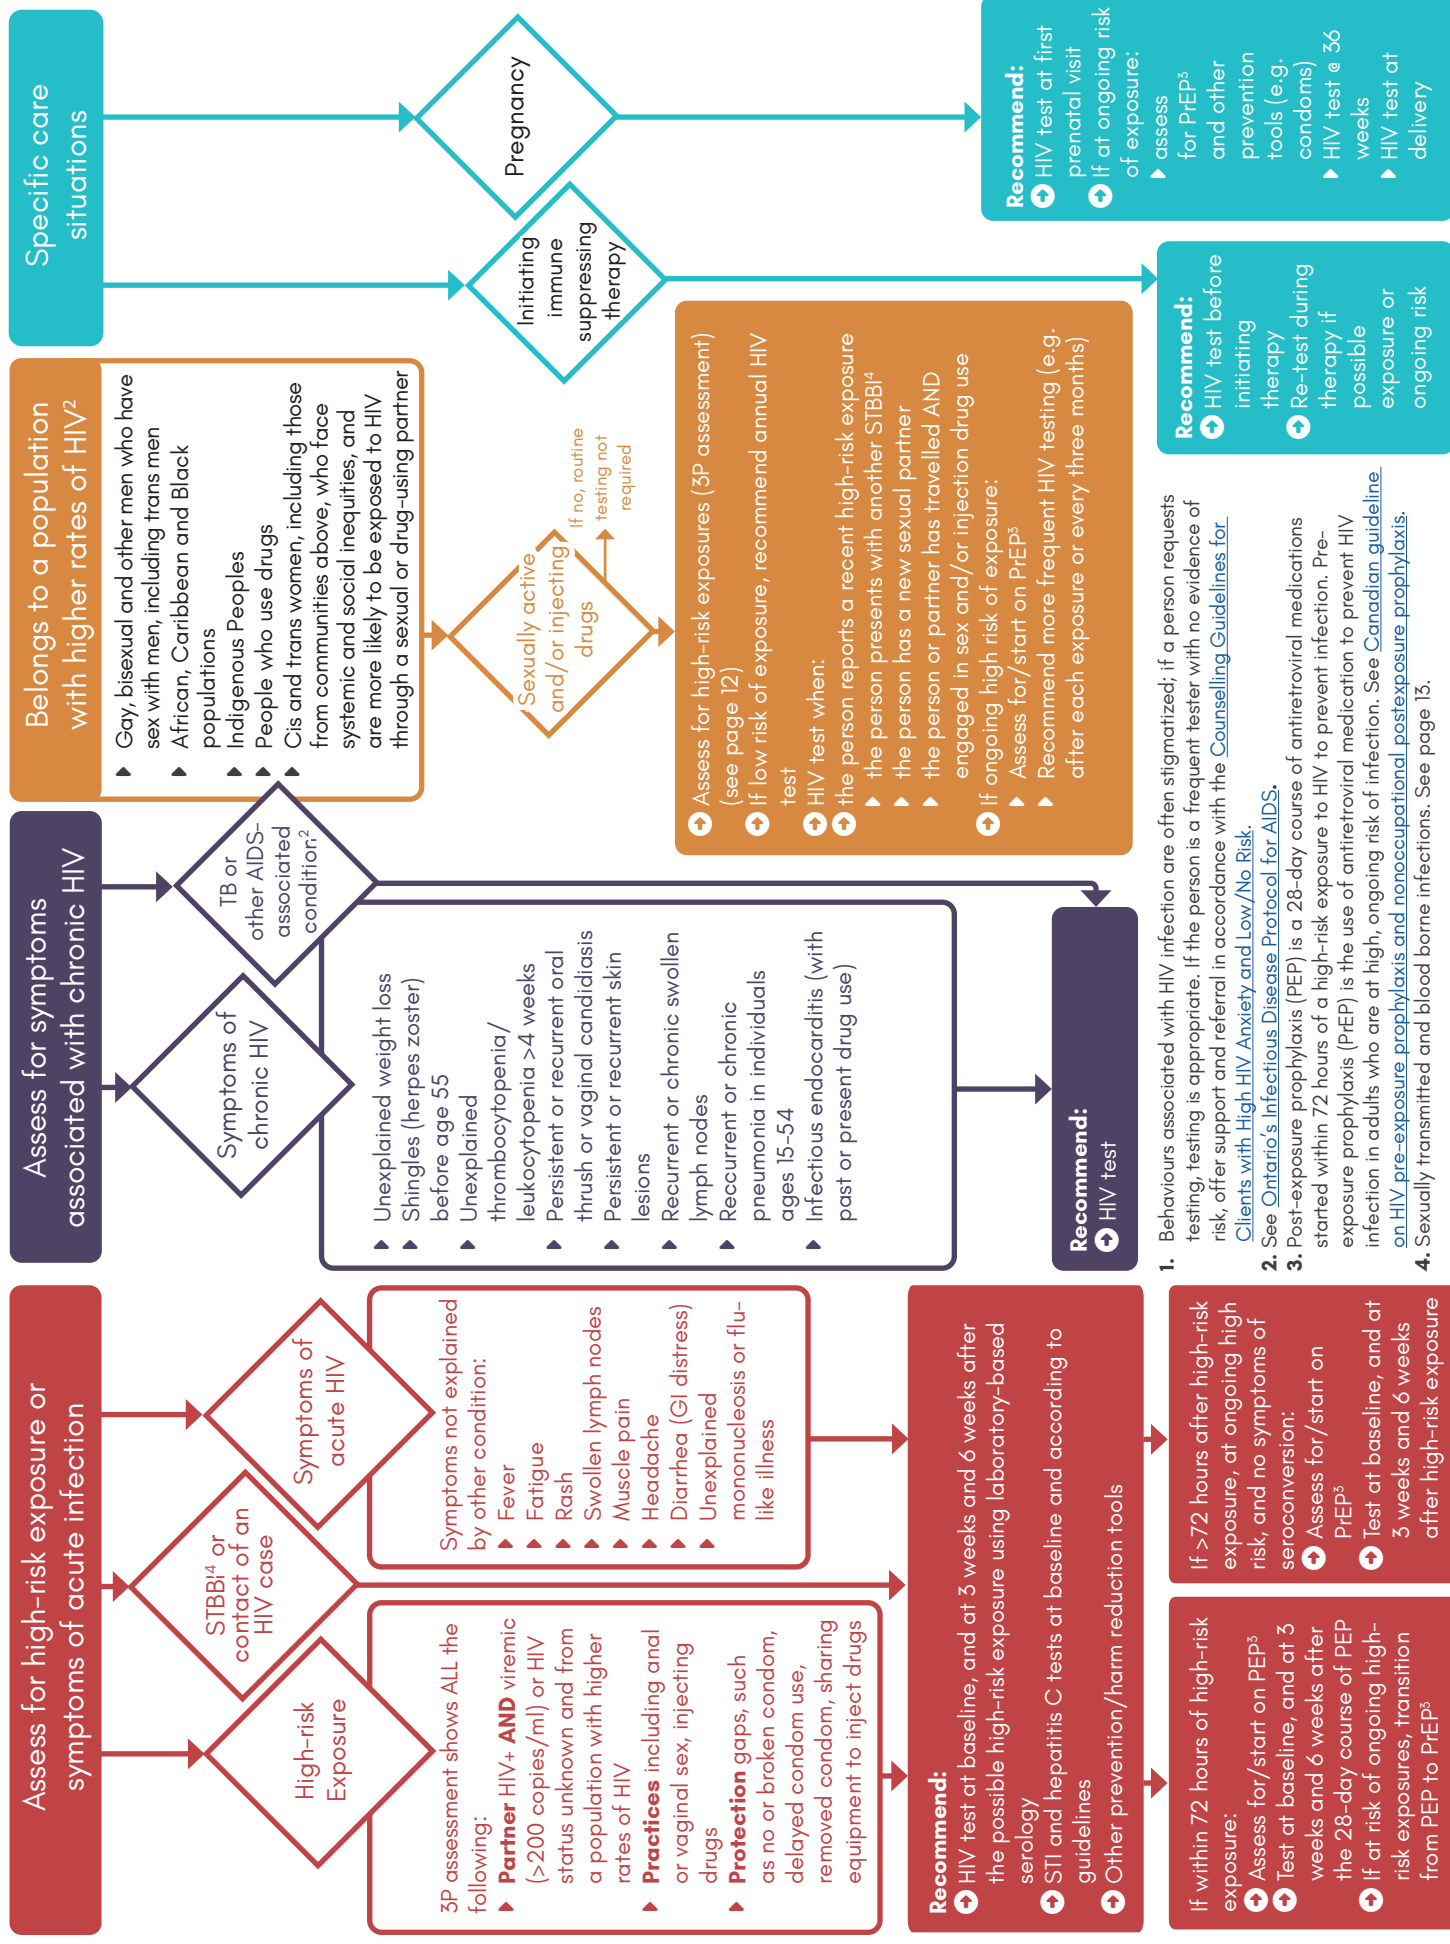 Assess for high-risk exposure or
symptoms of acute infection
High-risk
Exposure
STBBI⁴ or
contact of an
HIV case
Symptoms of
acute HIV
3P assessment shows ALL the
following:
Partner HIV+ AND viremic
(>200 copies/ml) or HIV
status unknown and from
a population with higher
rates of HIV
Practices including anal
or vaginal sex, injecting
drugs
Protection gaps, such
as no or broken condom,
delayed condom use,
removed condom, sharing
equipment to inject drugs
Symptoms not explained
by other condition:
Fever
Fatigue
Rash
Swollen lymph nodes
Muscle pain
Headache
Diarrhea (GI distress)
Unexplained
mononucleosis or flu-
like illness
Recommend:
HIV test at baseline, and at 3 weeks and 6 weeks after
the possible high-risk exposure using laboratory-based
serology
STI and hepatitis C tests at baseline and according to
guidelines
Other prevention/harm reduction tools
If within 72 hours of high-risk
exposure:
Assess for/start on PEP³
Test at baseline, and at 3
weeks and 6 weeks after
the 28-day course of PEP
If at risk of ongoing high-
risk exposures, transition
from PEP to PrEP³
If >72 hours after high-risk
exposure, at ongoing high
risk, and no symptoms of
seroconversion:
Assess for/start on
PrEP³
Test at baseline, and at
3 weeks and 6 weeks
after high-risk exposure
Assess for symptoms
associated with chronic HIV
Symptoms of
chronic HIV
TB or
other AIDS-
associated
condition¹,²
Unexplained weight loss
Shingles (herpes zoster)
before age 55
Unexplained
thrombocytopenia/
leukocytopenia >4 weeks
Persistent or recurrent oral
thrush or vaginal candidiasis
Persistent or recurrent skin
lesions
Recurrent or chronic swollen
lymph nodes
Reccurrent or chronic
pneumonia in individuals
ages 15-54
Infectious endocarditis (with
past or present drug use)
Recommend:
HIV test
Belongs to a population
with higher rates of HIV²
Gay, bisexual and other men who have
sex with men, including trans men
African, Caribbean and Black
populations
Indigenous Peoples
People who use drugs
Cis and trans women, including those
from communities above, who face
systemic and social inequities, and
are more likely to be exposed to HIV
through a sexual or drug-using partner
Sexually active
and/or injecting
drugs
If no, routine
testing not
required
Assess for high-risk exposures (3P assessment)
(see page 12)
If low risk of exposure, recommend annual HIV
test
HIV test when:
the person reports a recent high-risk exposure
the person presents with another STBBI⁴
the person has a new sexual partner
the person or partner has travelled AND
engaged in sex and/or injection drug use
If ongoing high risk of exposure:
Assess for/start on PrEP³
Recommend more frequent HIV testing (e.g.
after each exposure or every three months)
Specific care
situations
Initiating
immune
suppressing
therapy
Pregnancy
Recommend:
HIV test before
initiating
therapy
Re-test during
therapy if
possible
exposure or
ongoing risk
Recommend:
HIV test at first
prenatal visit
If at ongoing risk
of exposure:
assess
for PrEP³
and other
prevention
tools (e.g.
condoms)
HIV test @ 36
weeks
HIV test at
delivery
1. Behaviours associated with HIV infection are often stigmatized; if a person requests
testing, testing is appropriate. If the person is a frequent tester with no evidence of
risk, offer support and referral in accordance with the Counselling Guidelines for
Clients with High HIV Anxiety and Low/No Risk.
2. See Ontario's Infectious Disease Protocol for AIDS.
3. Post-exposure prophylaxis (PEP) is a 28-day course of antiretroviral medications
started within 72 hours of a high-risk exposure to HIV to prevent infection. Pre-
exposure prophylaxis (PrEP) is the use of antiretroviral medication to prevent HIV
infection in adults who are at high, ongoing risk of infection. See Canadian guideline
on HIV pre-exposure prophylaxis and nonoccupational postexposure prophylaxis.
4. Sexually transmitted and blood borne infections. See page 13.